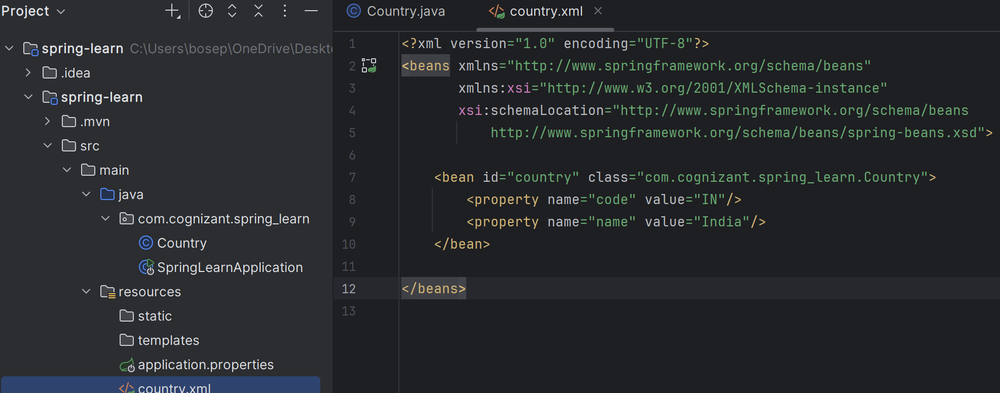 Project
spring-learn C:\Users\bosep\OneDrive\Deskto
.idea
spring-learn
.mvn
src
main
java
com.cognizant.spring_learn
Country
SpringLearnApplication
resources
static
templates
application.properties
country.xml
Country.java
country.xml
1 <?xml version="1.0" encoding="UTF-8"?>
2 <beans xmlns="http://www.springframework.org/schema/beans"
3 xmlns:xsi="http://www.w3.org/2001/XMLSchema-instance"
4 xsi:schemaLocation="http://www.springframework.org/schema/beans
5 http://www.springframework.org/schema/beans/spring-beans.xsd">
6
7 <bean id="country" class="com.cognizant.spring_learn.Country">
8 <property name="code" value="IN"/>
9 <property name="name" value="India"/>
10 </bean>
11
12 </beans>
13